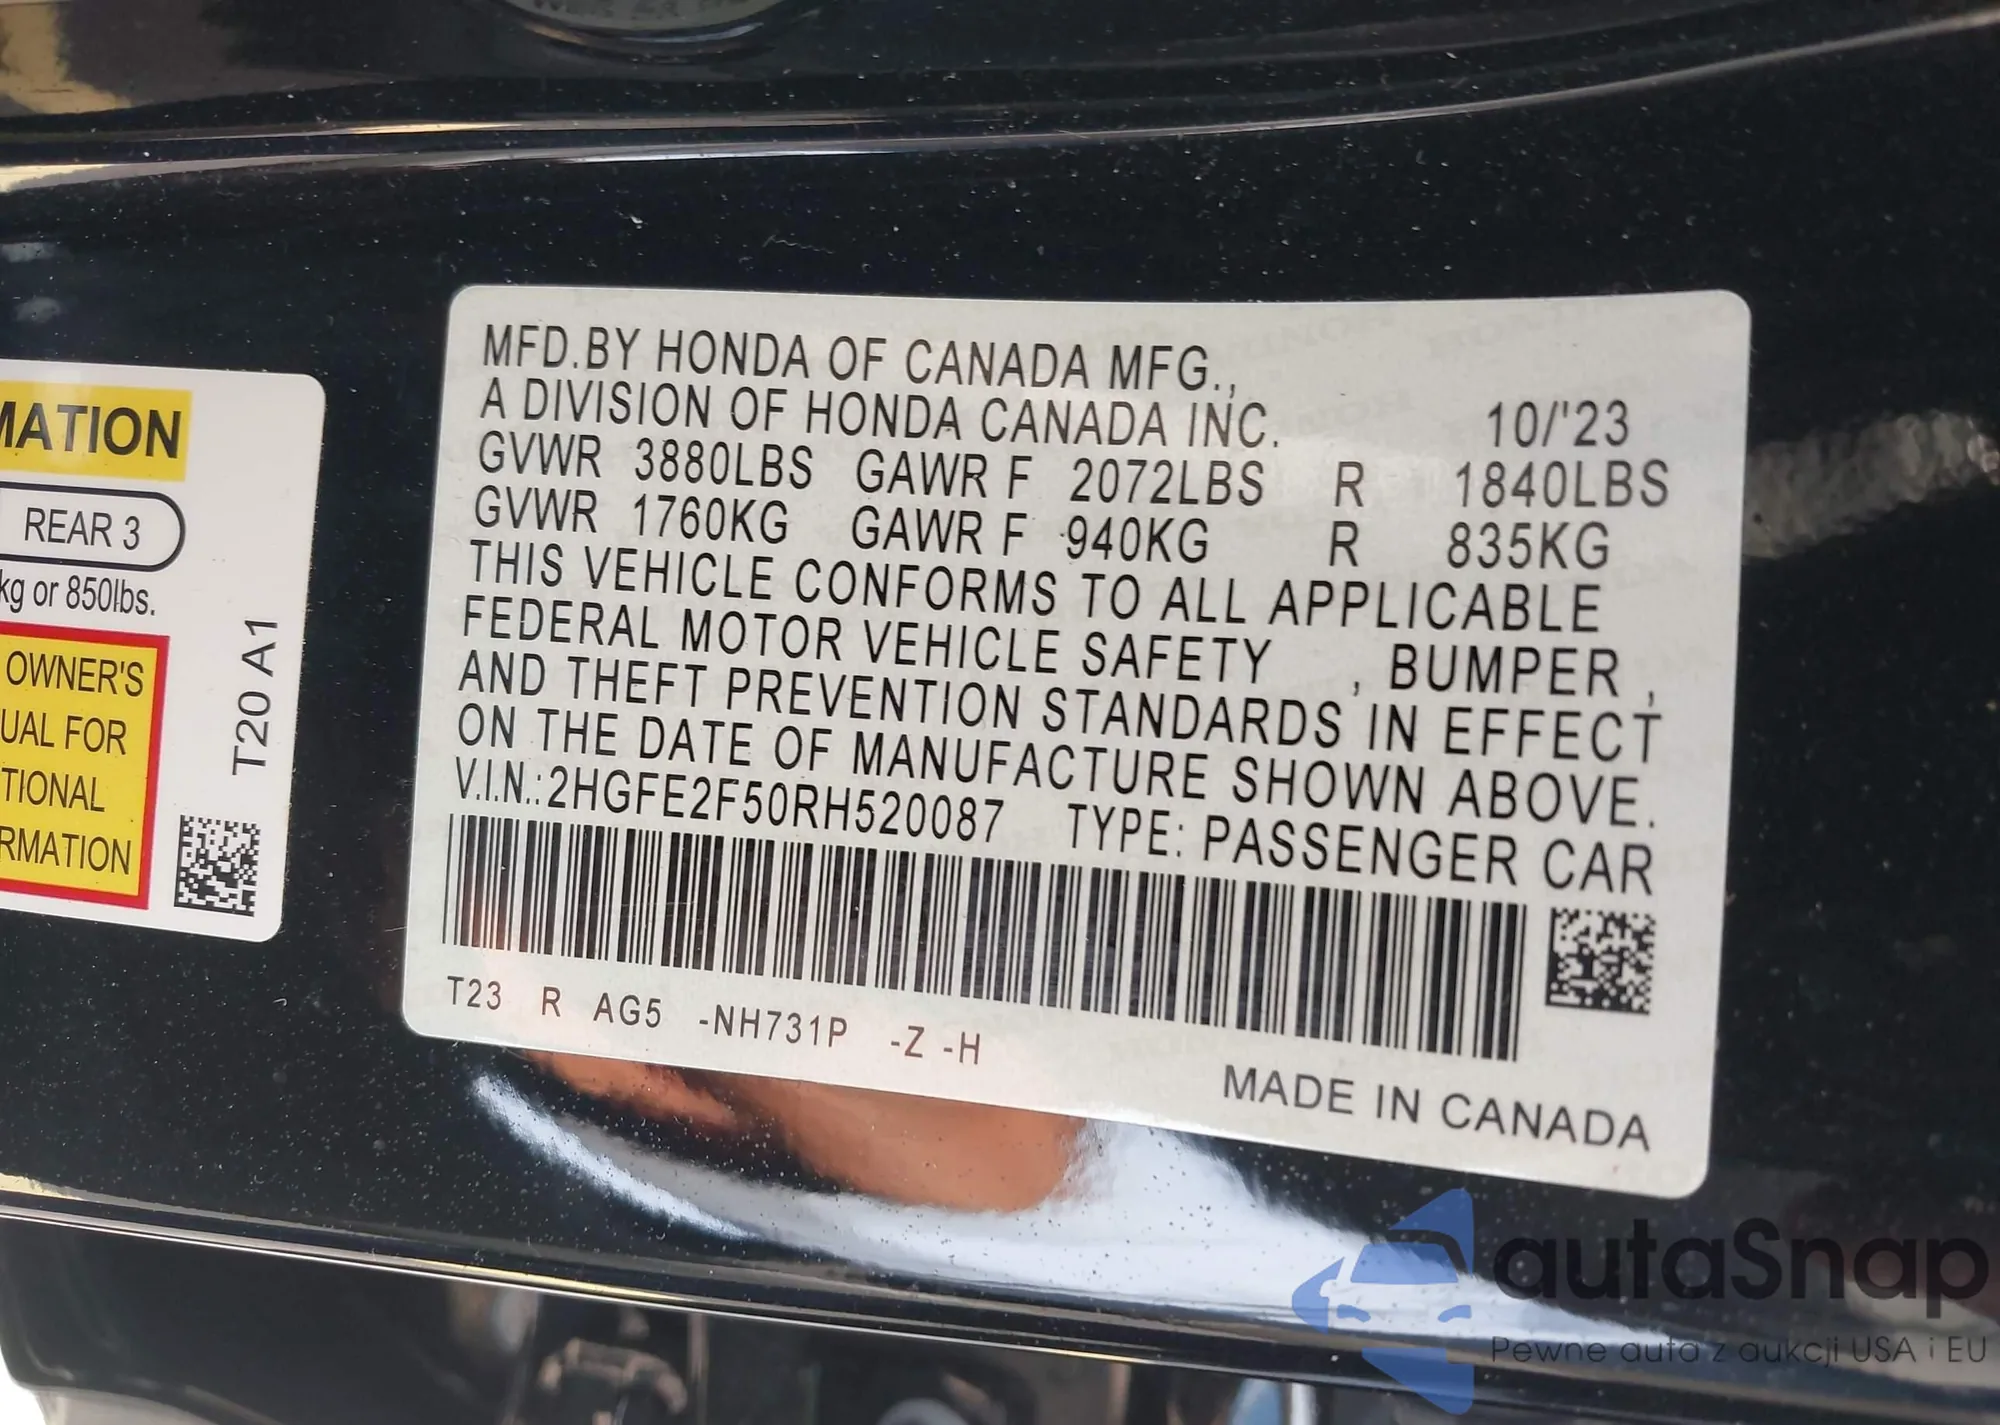 MATION
REAR 3
kg or 850lbs.
OWNER'S
UAL FOR
TIONAL
RMATION
T20 A1
MFD.BY HONDA OF CANADA MFG.,
A DIVISION OF HONDA CANADA INC. 10/'23
GVWR 3880LBS GAWR F 2072LBS R 1840LBS
GVWR 1760KG GAWR F 940KG R 835KG
THIS VEHICLE CONFORMS TO ALL APPLICABLE
FEDERAL MOTOR VEHICLE SAFETY , BUMPER ,
AND THEFT PREVENTION STANDARDS IN EFFECT
ON THE DATE OF MANUFACTURE SHOWN ABOVE.
V.I.N.:2HGFE2F50RH520087 TYPE: PASSENGER CAR
T23 R AG5 -NH731P -Z -H
MADE IN CANADA
autaSnap
Pewne auta z aukcji USA i EU